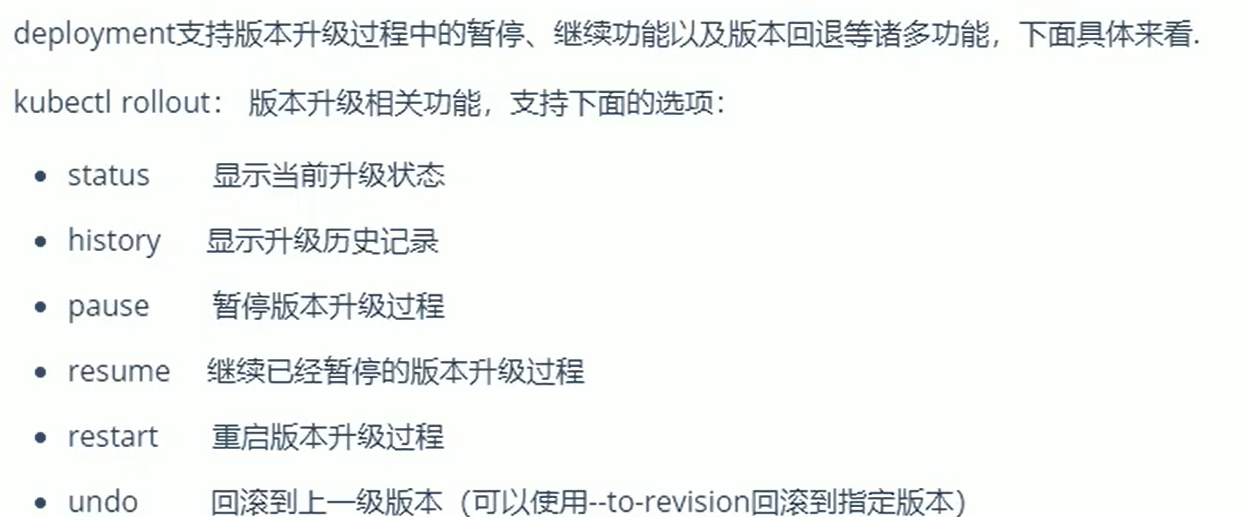 deployment支持版本升级过程中的暂停、继续功能以及版本回退等诸多功能，下面具体来看.
kubectl rollout： 版本升级相关功能，支持下面的选项：
• status 显示当前升级状态
• history 显示升级历史记录
• pause 暂停版本升级过程
• resume 继续已经暂停的版本升级过程
• restart 重启版本升级过程
• undo 回滚到上一级版本（可以使用--to-revision回滚到指定版本）